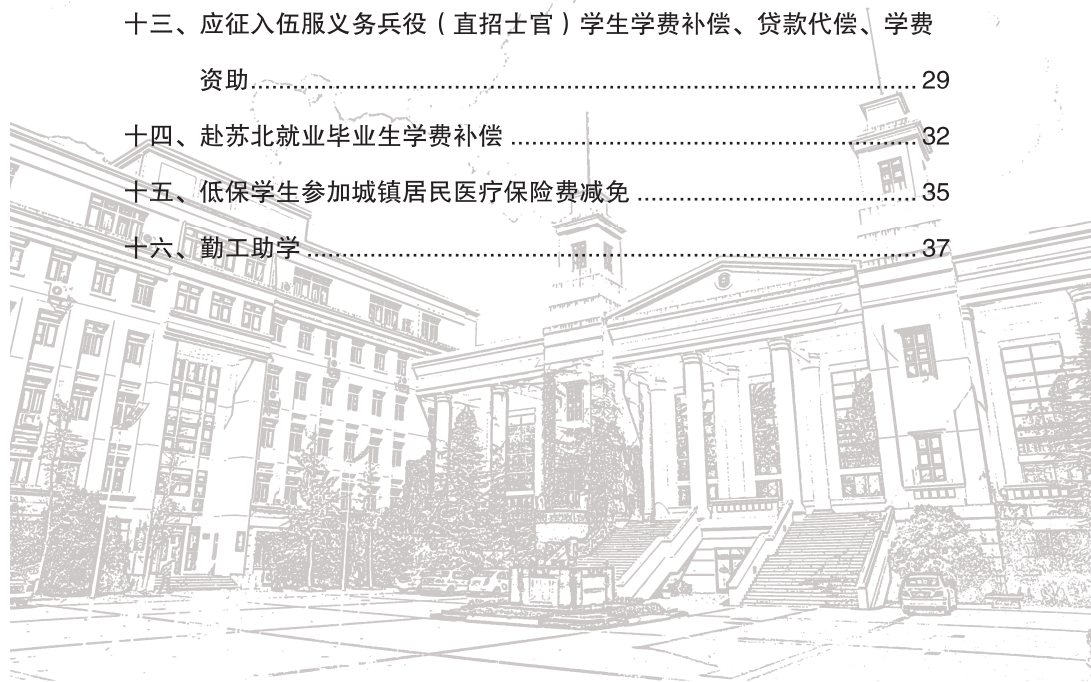 十三、应征入伍服义务兵役（直招士官）学生学费补偿、贷款代偿、学费
资助........................................................................................ 29
十四、赴苏北就业毕业生学费补偿 ...................................................... 32
十五、低保学生参加城镇居民医疗保险费减免 ..................................... 35
十六、勤工助学 ................................................................................. 37